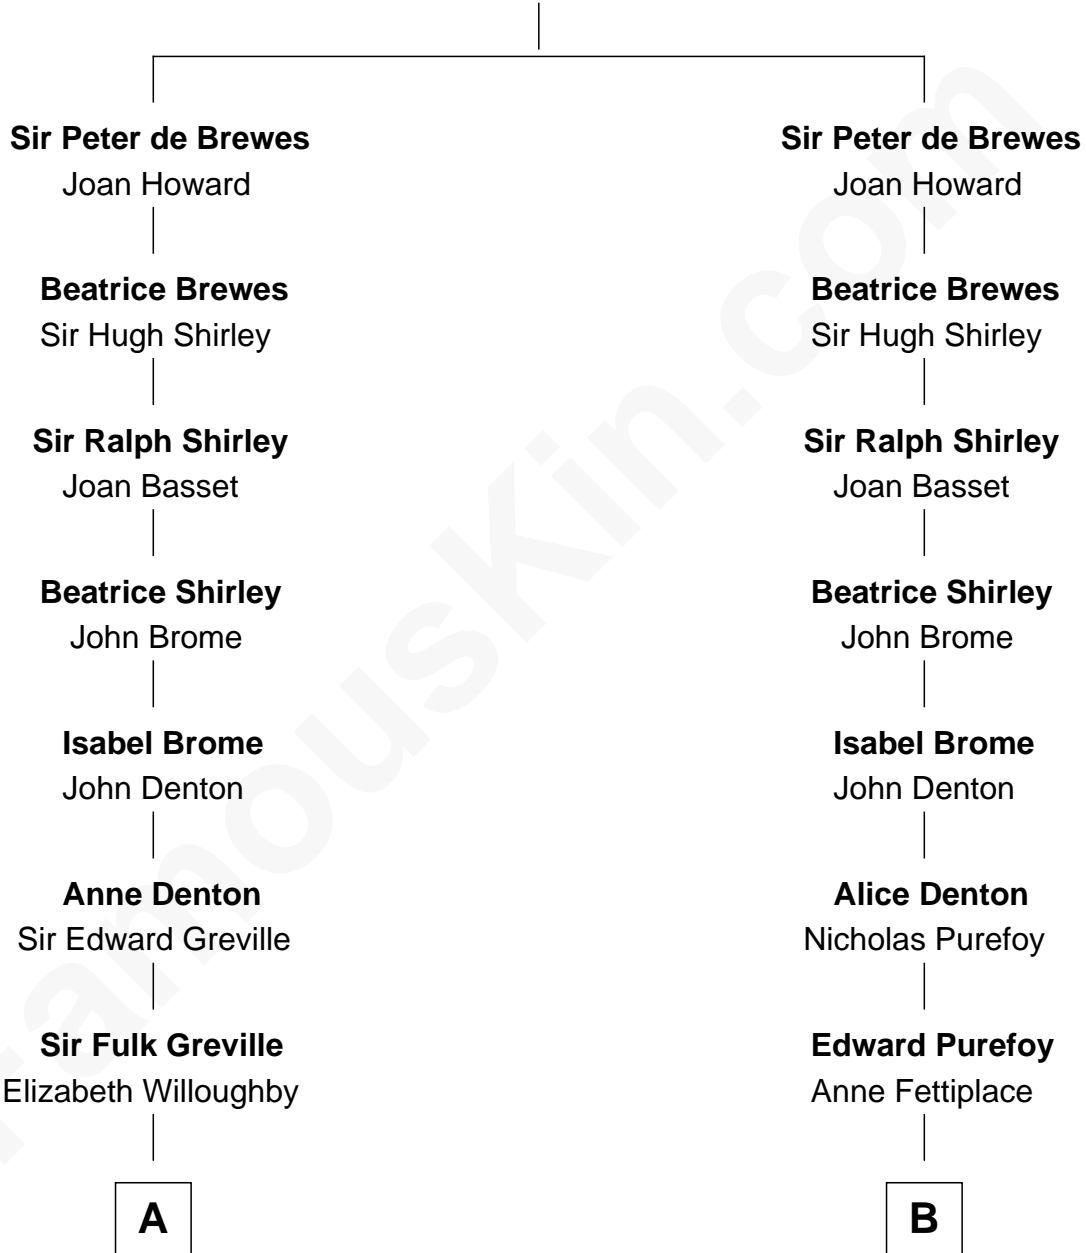 Sir Peter de Brewes
Joan Howard
Beatrice Brewes
Sir Hugh Shirley
Sir Ralph Shirley
Joan Basset
Beatrice Shirley
John Brome
Isabel Brome
John Denton
Anne Denton
Sir Edward Greville
Sir Fulk Greville
Elizabeth Willoughby
A
Sir Peter de Brewes
Joan Howard
Beatrice Brewes
Sir Hugh Shirley
Sir Ralph Shirley
Joan Basset
Beatrice Shirley
John Brome
Isabel Brome
John Denton
Alice Denton
Nicholas Purefoy
Edward Purefoy
Anne Fettiplace
B
FamousKin.com